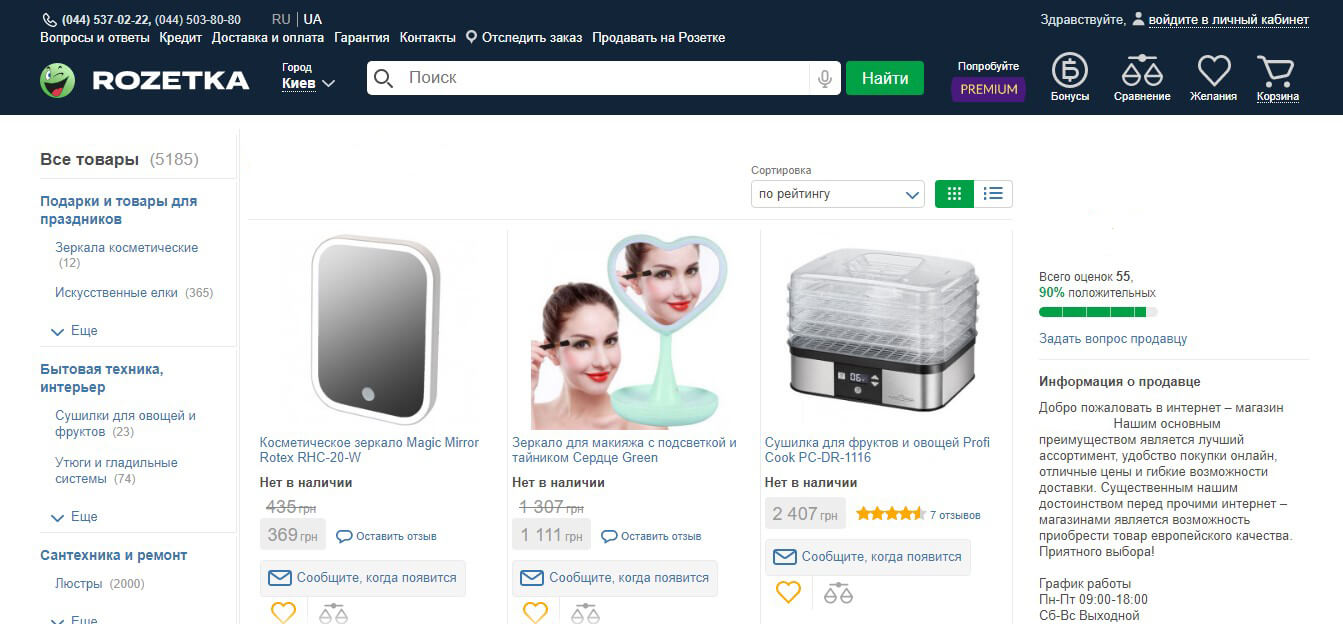 (044) 537-02-22, (044) 503-80-80 RU | UA
Здравствуйте, войдите в личный кабинет
Вопросы и ответы Кредит Доставка и оплата Гарантия Контакты Отследить заказ Продавать на Розетке
ROZETKA
Город
Киев
Поиск
Найти
Попробуйте
PREMIUM
Бонусы
Сравнение
Желания
Корзина
Все товары (5185)
Подарки и товары для
праздников
Зеркала косметические
(12)
Искусственные елки (365)
Еще
Бытовая техника,
интерьер
Сушилки для овощей и
фруктов (23)
Утюги и гладильные
системы (74)
Еще
Сантехника и ремонт
Люстры (2000)
Еще
Сортировка
по рейтингу
Косметическое зеркало Magic Mirror
Rotex RHC-20-W
Нет в наличии
435 грн
369 грн
Оставить отзыв
Сообщите, когда появится
Зеркало для макияжа с подсветкой и
тайником Сердце Green
Нет в наличии
1 307 грн
1 111 грн
Оставить отзыв
Сообщите, когда появится
06
Сушилка для фруктов и овощей Profi
Cook PC-DR-1116
Нет в наличии
2 407 грн
7 отзывов
Сообщите, когда появится
Всего оценок 55,
90% положительных
Задать вопрос продавцу
Информация о продавце
Добро пожаловать в интернет – магазин
Нашим основным
преимуществом является лучший
ассортимент, удобство покупки онлайн,
отличные цены и гибкие возможности
доставки. Существенным нашим
достоинством перед прочими интернет –
магазинами является возможность
приобрести товар европейского качества.
Приятного выбора!
График работы
Пн-Пт 09:00-18:00
Сб-Вс Выходной